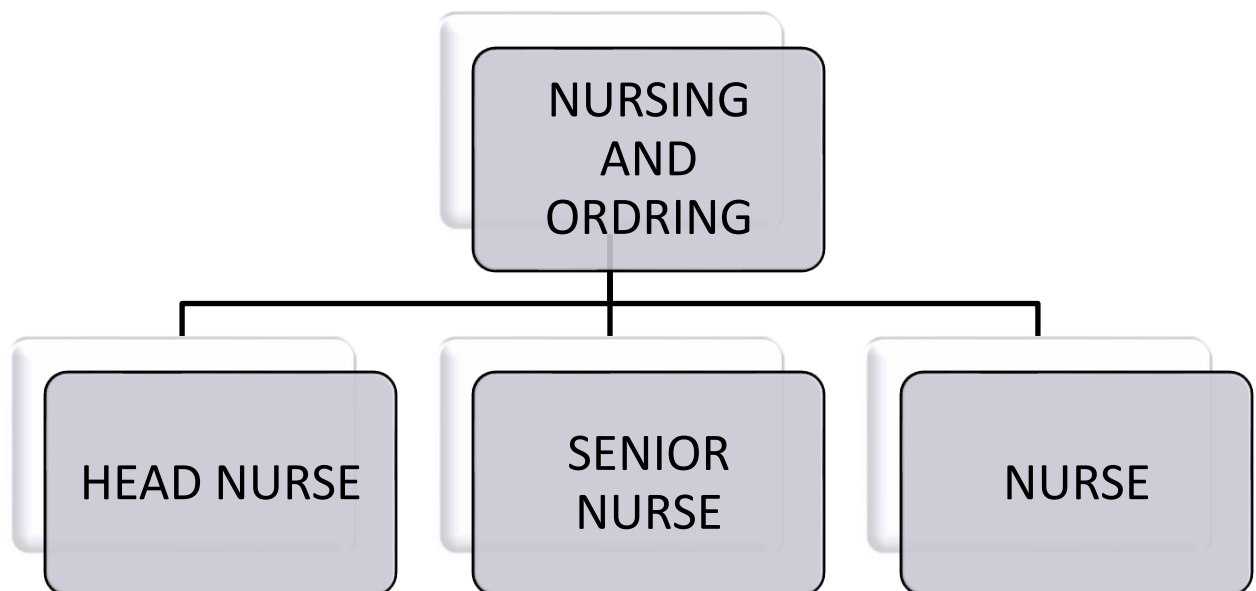 NURSING
AND
ORDRING
HEAD NURSE
SENIOR
NURSE
NURSE